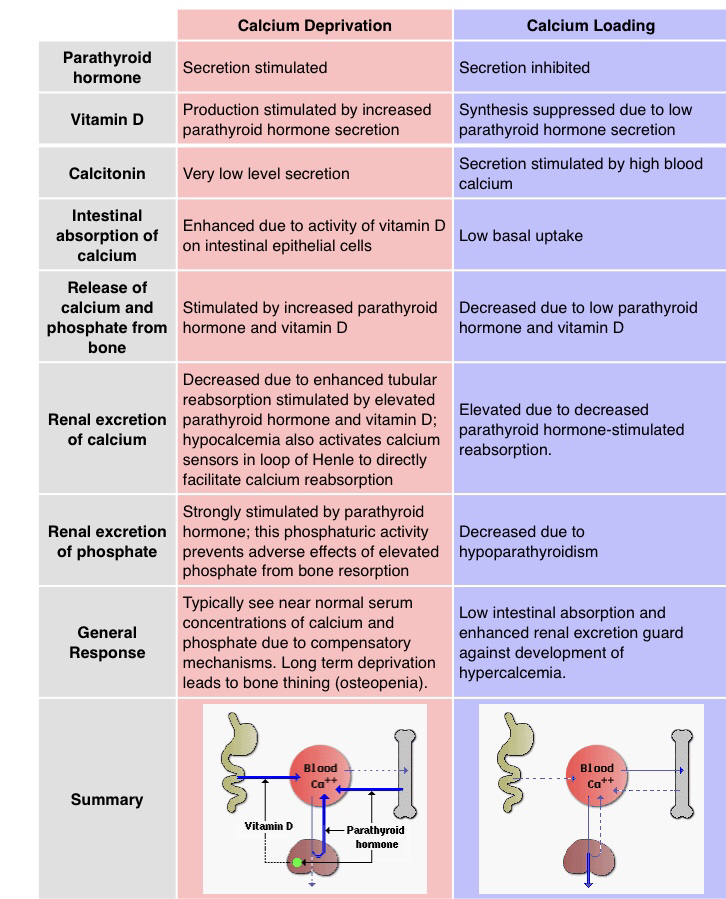 Calcium Deprivation
Calcium Loading
Parathyroid
hormone
Secretion stimulated
Secretion inhibited
Vitamin D
Production stimulated by increased
parathyroid hormone secretion
Synthesis suppressed due to low
parathyroid hormone secretion
Calcitonin
Very low level secretion
Secretion stimulated by high blood
calcium
Intestinal
absorption of
calcium
Enhanced due to activity of vitamin D
on intestinal epithelial cells
Low basal uptake
Release of
calcium and
phosphate from
bone
Stimulated by increased parathyroid
hormone and vitamin D
Decreased due to low parathyroid
hormone and vitamin D
Renal excretion
of calcium
Decreased due to enhanced tubular
reabsorption stimulated by elevated
parathyroid hormone and vitamin D;
hypocalcemia also activates calcium
sensors in loop of Henle to directly
facilitate calcium reabsorption
Elevated due to decreased
parathyroid hormone-stimulated
reabsorption.
Renal excretion
of phosphate
Strongly stimulated by parathyroid
hormone; this phosphaturic activity
prevents adverse effects of elevated
phosphate from bone resorption
Decreased due to
hypoparathyroidism
General
Response
Typically see near normal serum
concentrations of calcium and
phosphate due to compensatory
mechanisms. Long term deprivation
leads to bone thining (osteopenia).
Low intestinal absorption and
enhanced renal excretion guard
against development of
hypercalcemia.
Summary
Blood
Ca++
Vitamin D
Parathyroid
hormone
Blood
Ca++